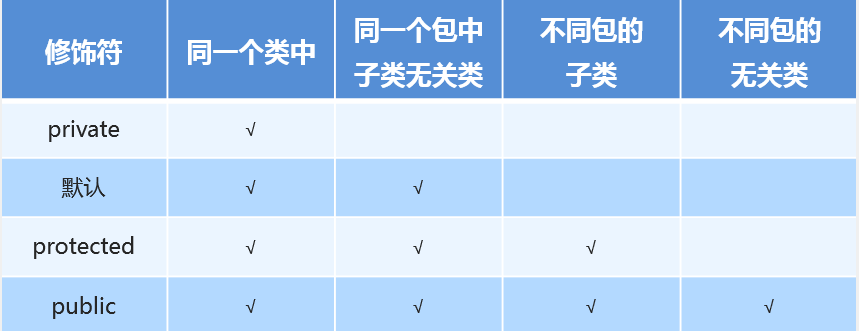 修饰符 同一个类中 同一个包中 不同包的 不同包的
子类无关类 子类 无关类
private √
默认 √ √
protected √ √ √
public √ √ √ √